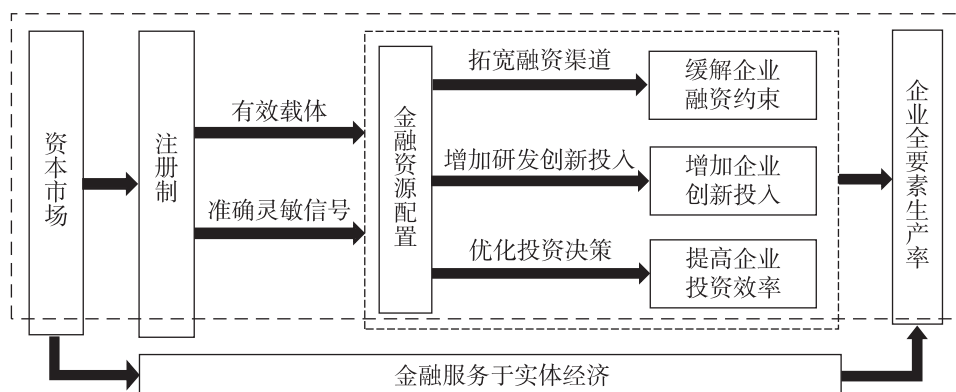 资本市场
注册制
有效载体
准确灵敏信号
金融资源配置
拓宽融资渠道
增加研发创新投入
优化投资决策
缓解企业
融资约束
增加企业
创新投入
提高企业
投资效率
企业全要素生产率
金融服务于实体经济